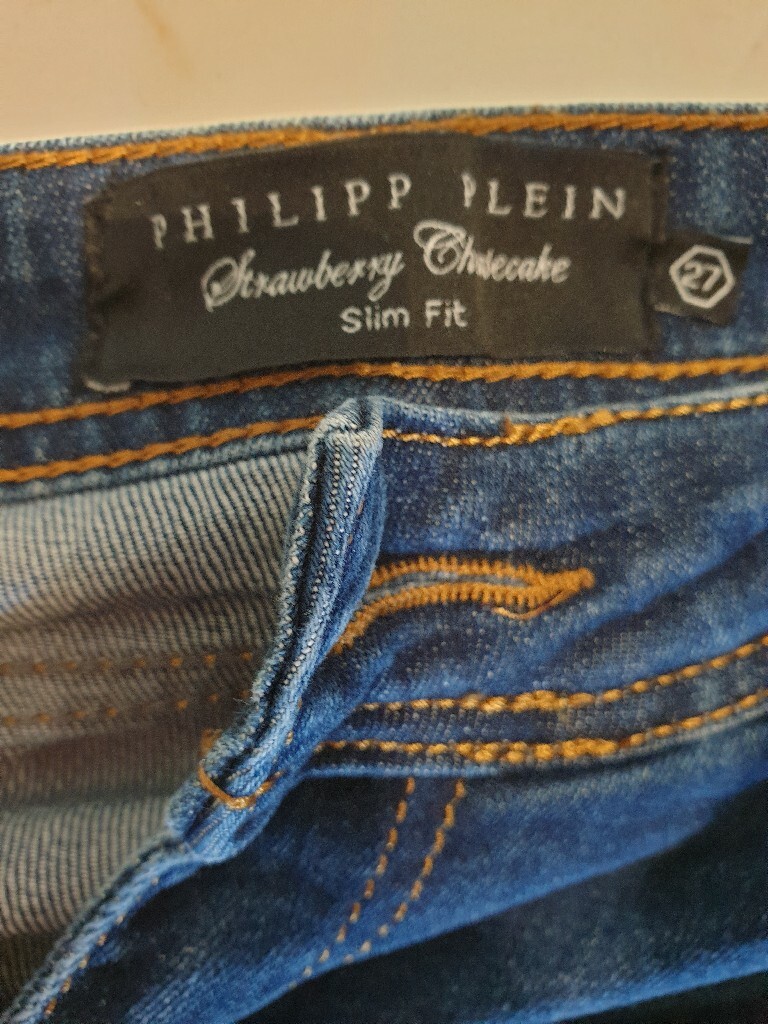 PHILIPP PLEIN
Strawberry Cheesecake
Slim Fit
27